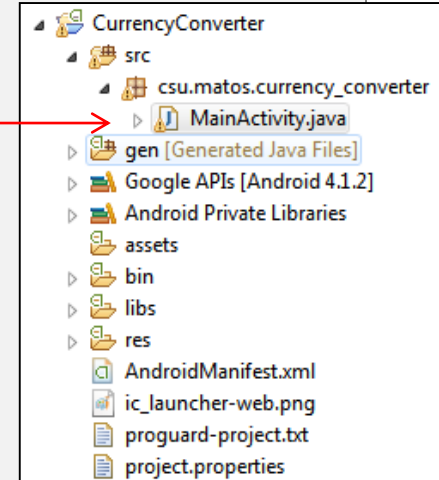 CurrencyConverter
src
csu.matos.currency_converter
MainActivity.java
gen [Generated Java Files]
Google APIs [Android 4.1.2]
Android Private Libraries
assets
bin
libs
res
AndroidManifest.xml
ic_launcher-web.png
proguard-project.txt
project.properties